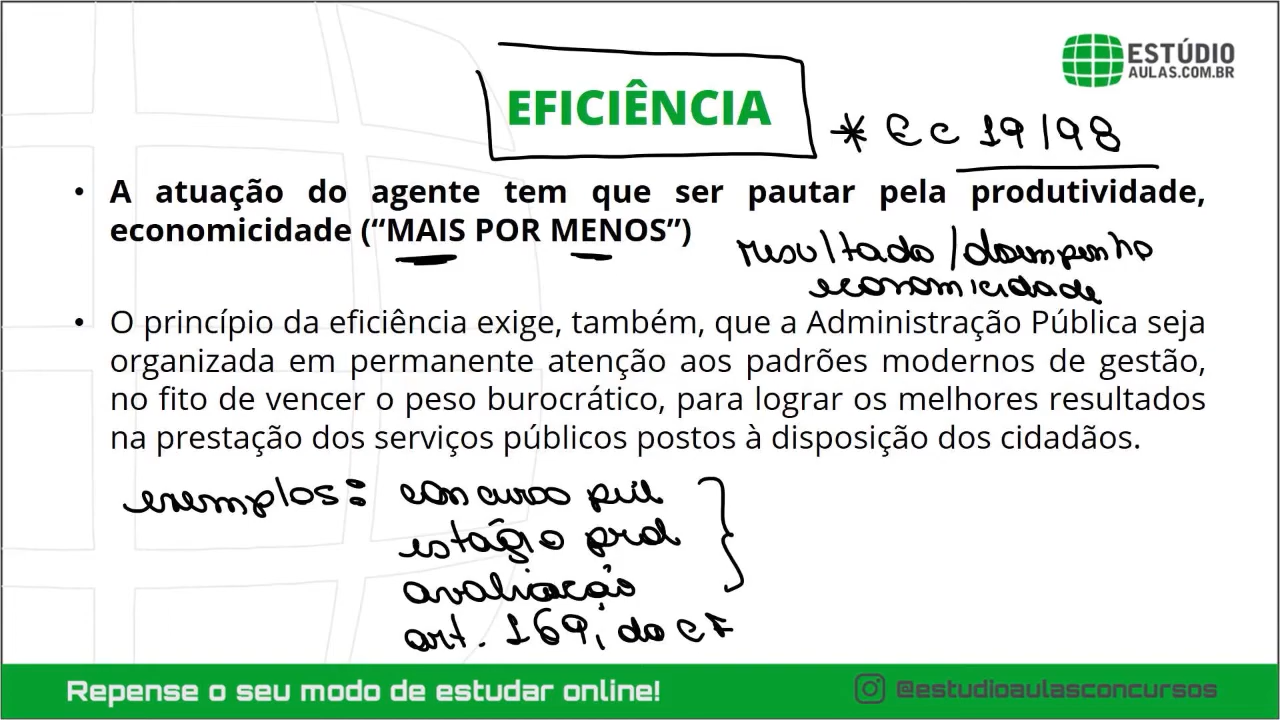 ESTÚDIO
AULAS.COM.BR
EFICIÊNCIA
* EC 19/98
• A atuação do agente tem que ser pautar pela produtividade,
economicidade (“MAIS POR MENOS”)
resultado/desempenho
economicidade
• O princípio da eficiência exige, também, que a Administração Pública seja
organizada em permanente atenção aos padrões modernos de gestão,
no fito de vencer o peso burocrático, para lograr os melhores resultados
na prestação dos serviços públicos postos à disposição dos cidadãos.
exemplos: concurso
estágio
avaliação
art. 169, da CF
Repense o seu modo de estudar online!
@estudioaulasconcursos